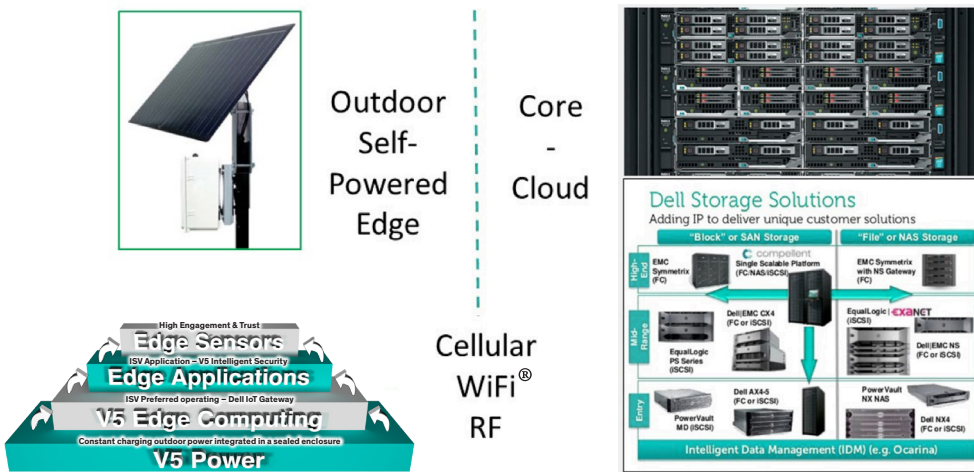 Outdoor
Self-
Powered
Edge
Core
-
Cloud
Cellular
WiFi®
RF
High Engagement & Trust
Edge Sensors
ISV Application – V5 Intelligent Security
Edge Applications
ISV Preferred operating – Dell IoT Gateway
V5 Edge Computing
Constant charging outdoor power integrated in a sealed enclosure
V5 Power
Dell Storage Solutions
Adding IP to deliver unique customer solutions
"Block" or SAN Storage
"File" or NAS Storage
High-
End
EMC
Symmetrix
(FC)
compellent
Single Scalable Platform
(FC/NAS/iSCSI)
EMC Symmetrix
with NS Gateway
(FC)
Mid-
Range
EqualLogic
PS Series
(iSCSI)
Dell|EMC CX4
(FC or iSCSI)
EqualLogic | EXANET
(iSCSI)
Dell|EMC NS
(FC or iSCSI)
Entry
PowerVault
MD (iSCSI)
Dell AX4-5
(FC or iSCSI)
PowerVault
NX NAS
Dell NX4
(FC or iSCSI)
Intelligent Data Management (IDM) (e.g. Ocarina)